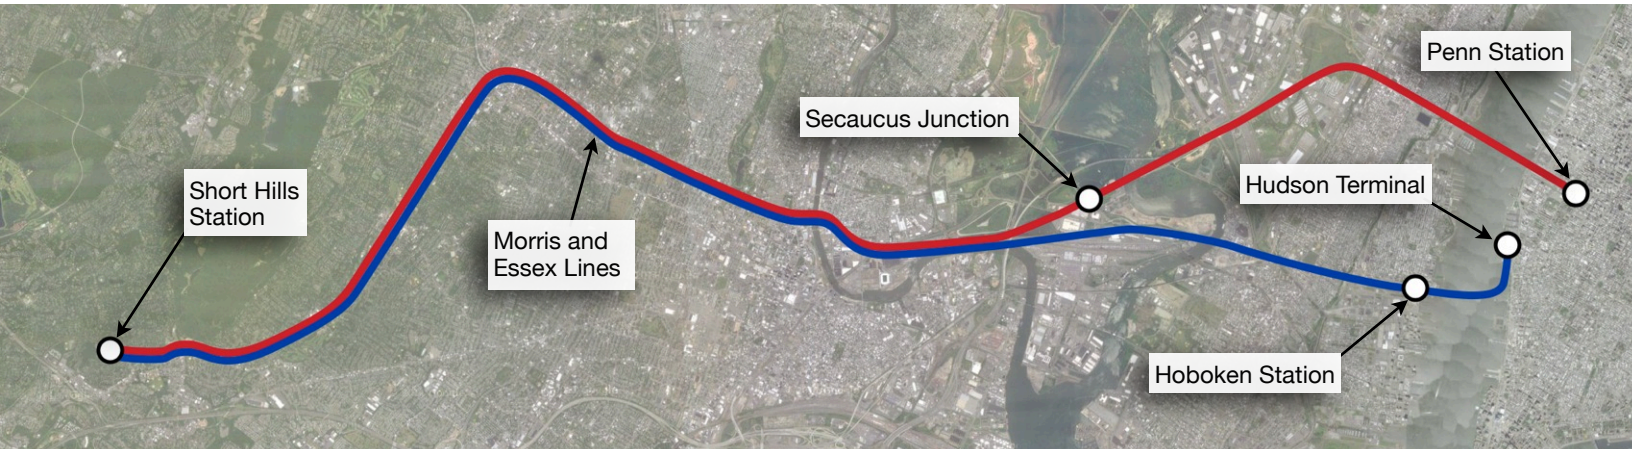 Penn Station
Secaucus Junction
Short Hills
Station
Hudson Terminal
Morris and
Essex Lines
Hoboken Station